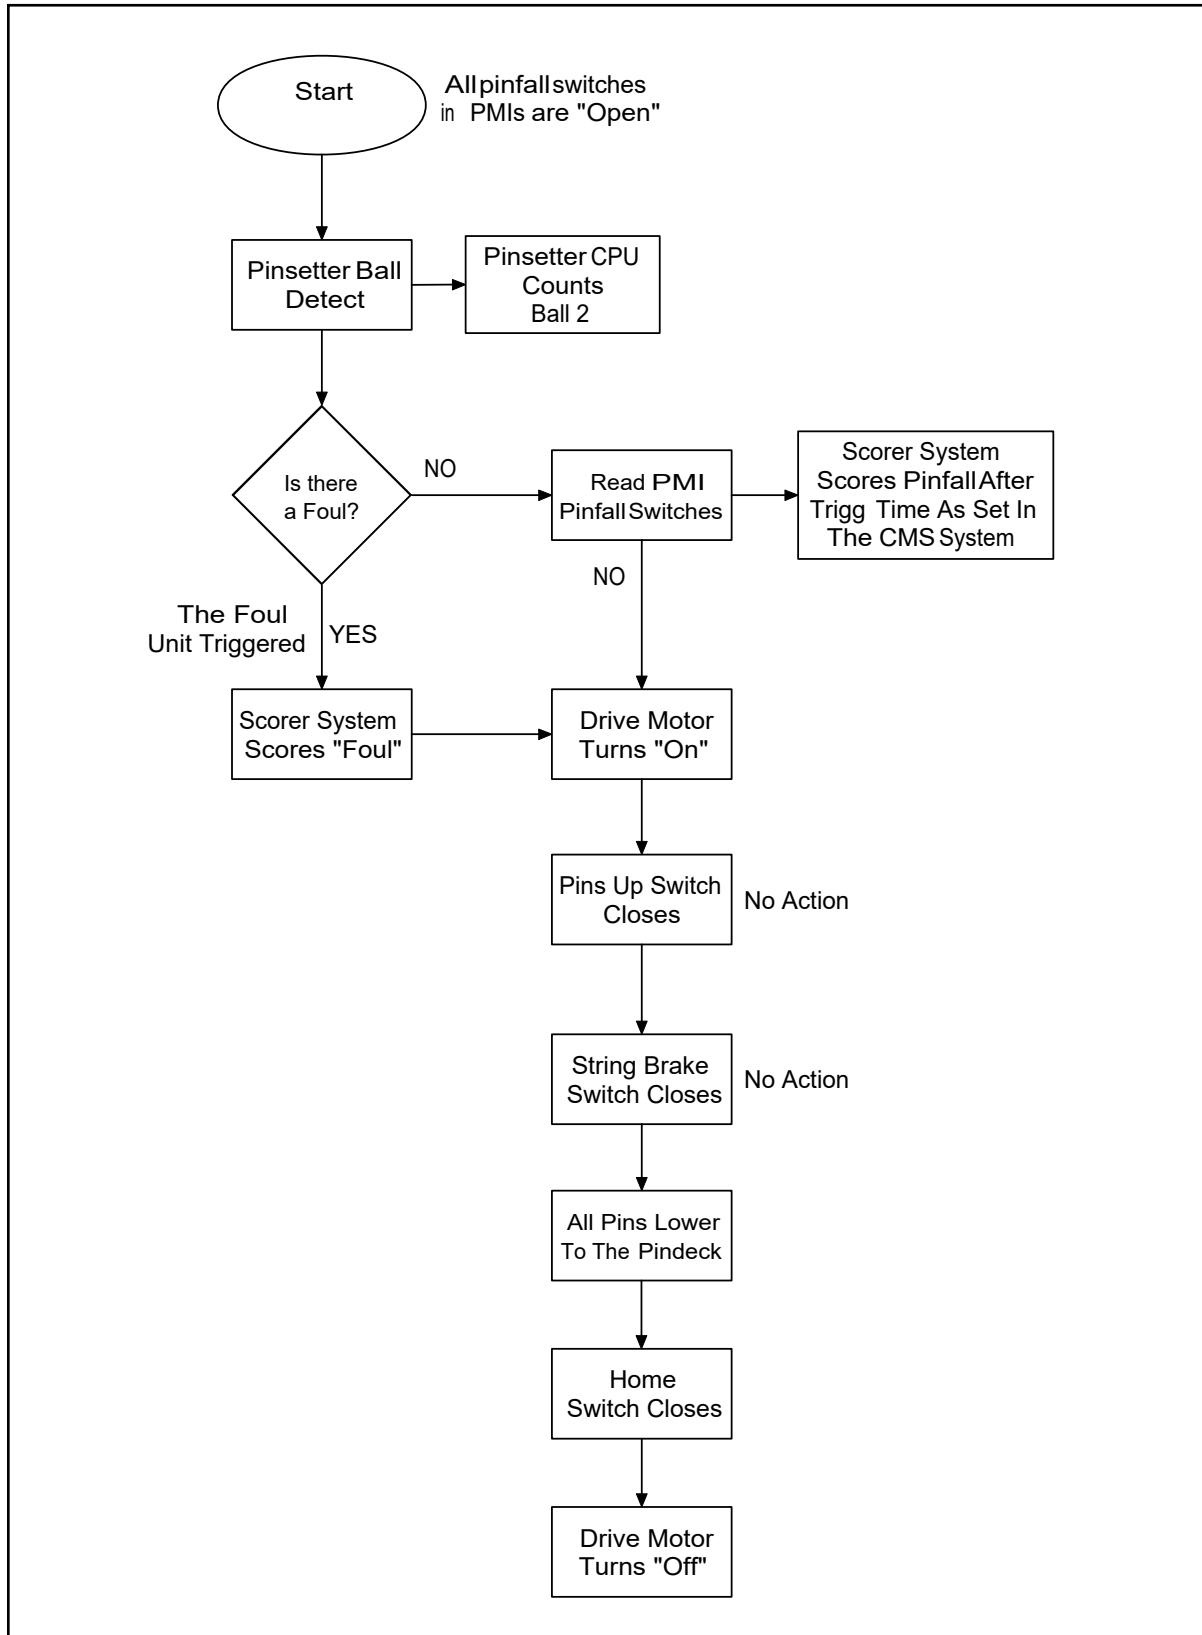 Start
All pinfall switches
in PMIs are "Open"
Pinsetter Ball
Detect
Pinsetter CPU
Counts
Ball 2
Is there
a Foul?
NO
Read PMI
Pinfall Switches
Scorer System
Scores Pinfall After
Trigg Time As Set In
The CMS System
NO
The Foul
Unit Triggered
YES
Scorer System
Scores "Foul"
Drive Motor
Turns "On"
Pins Up Switch
Closes
No Action
String Brake
Switch Closes
No Action
All Pins Lower
To The Pindeck
Home
Switch Closes
Drive Motor
Turns "Off"